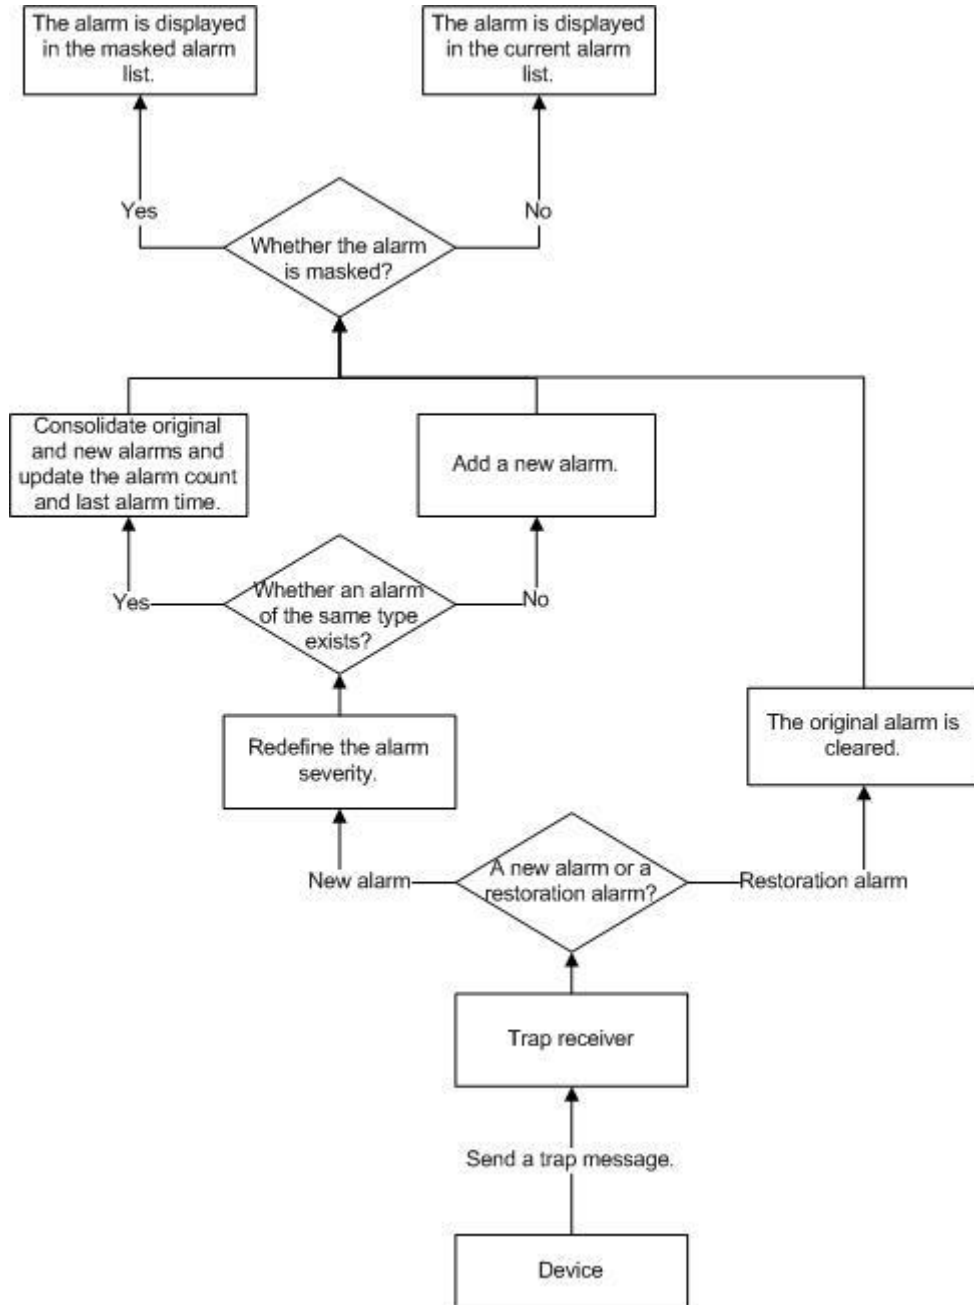 The alarm is displayed
in the masked alarm
list.
The alarm is displayed
in the current alarm
list.
Yes
No
Whether the alarm
is masked?
Consolidate original
and new alarms and
update the alarm count
and last alarm time.
Add a new alarm.
Whether an alarm
of the same type
exists?
Yes
No
Redefine the alarm
severity.
The original alarm is
cleared.
A new alarm or a
restoration alarm?
New alarm
Restoration alarm
Trap receiver
Send a trap message.
Device